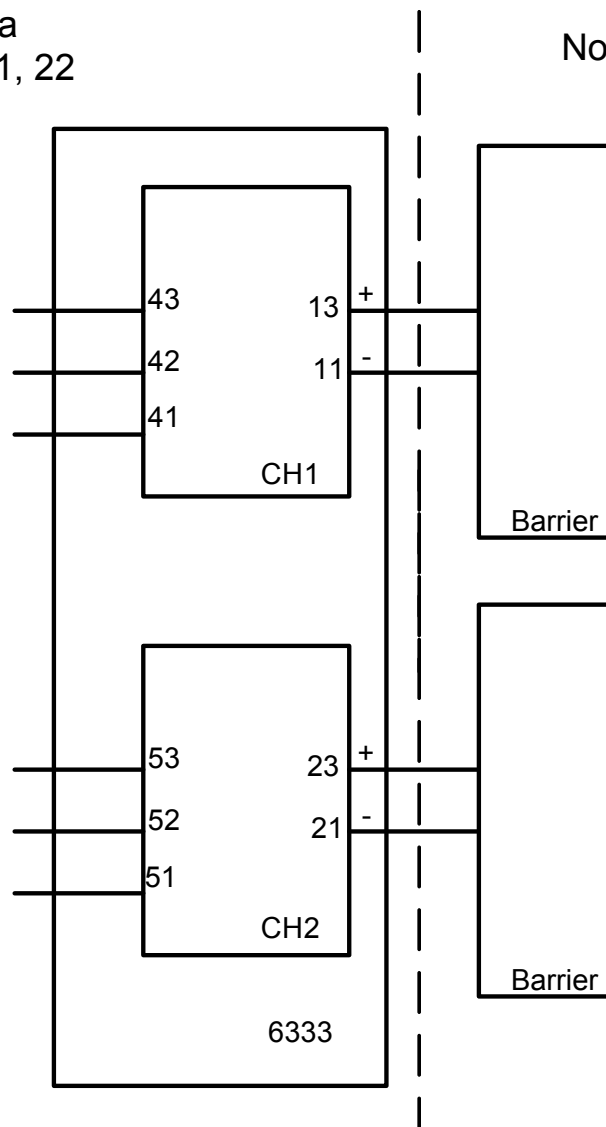 a
1, 22
No
43
13 +
42
11 -
41
CH1
Barrier
53
23 +
52
21 -
51
CH2
Barrier
6333